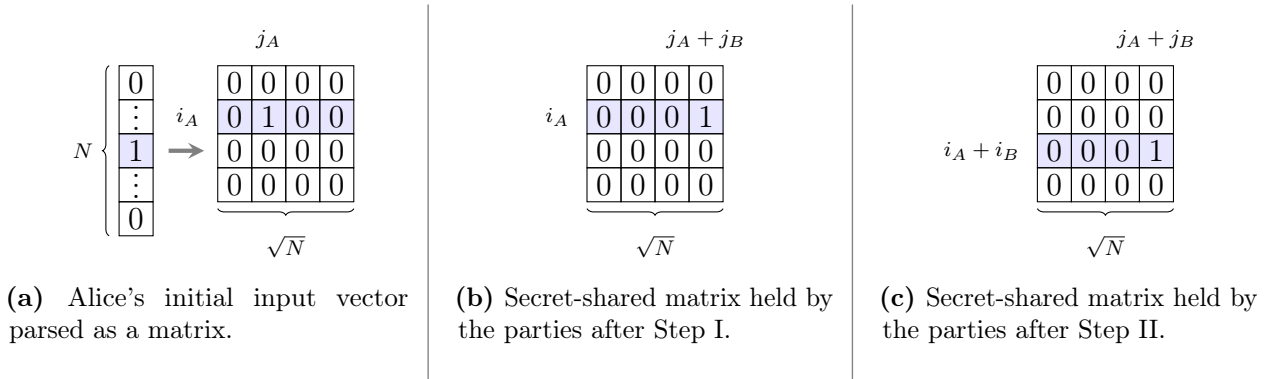 j_A
N
0
⋮
1
⋮
0
i_A
0 0 0 0
0 1 0 0
0 0 0 0
0 0 0 0
√N
(a) Alice's initial input vector
parsed as a matrix.
j_A + j_B
i_A
0 0 0 0
0 0 0 1
0 0 0 0
0 0 0 0
√N
(b) Secret-shared matrix held by
the parties after Step I.
j_A + j_B
i_A + i_B
0 0 0 0
0 0 0 0
0 0 0 1
0 0 0 0
√N
(c) Secret-shared matrix held by
the parties after Step II.